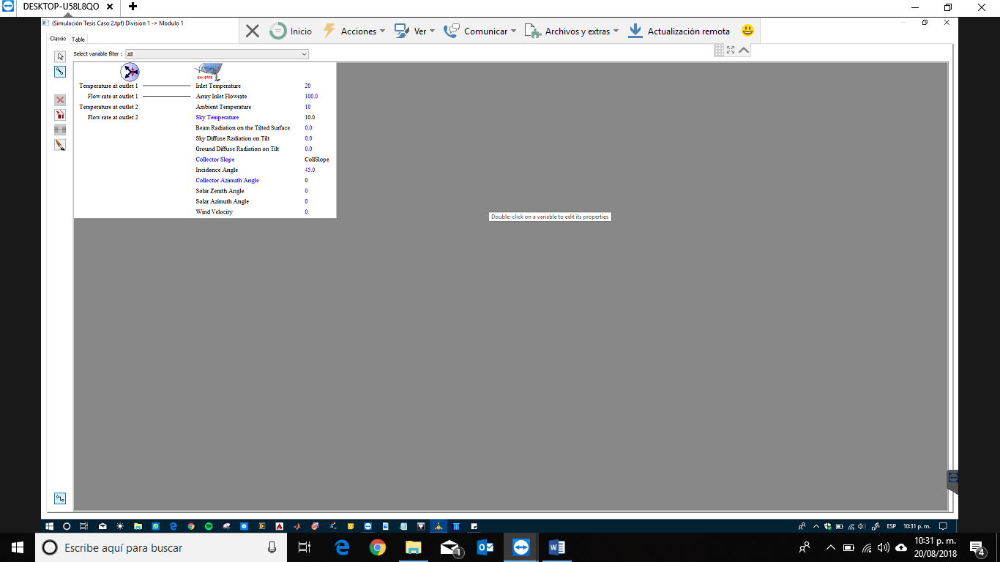 DESKTOP-U58L8QO
(Simulación Tesis Caso 2.tpf) Division 1 -> Modulo 1
Inicio Acciones Ver Comunicar Archivos y extras Actualización remota
Classic Table
Select variable filter : All
Temperature at outlet 1 Inlet Temperature 20
Flow rate at outlet 1 Array Inlet Flowrate 100.0
Temperature at outlet 2 Ambient Temperature 10
Flow rate at outlet 2 Sky Temperature 10.0
Beam Radiation on the Tilted Surface 0.0
Sky Diffuse Radiation on Tilt 0.0
Ground Diffuse Radiation on Tilt 0.0
Collector Slope CollSlope
Incidence Angle 45.0
Collector Azimuth Angle 0
Solar Zenith Angle 0
Solar Azimuth Angle 0
Wind Velocity 0.
Double-click on a variable to edit its properties
ESP 10:31 p. m.
Escribe aquí para buscar
1
10:31 p. m.
20/08/2018
4